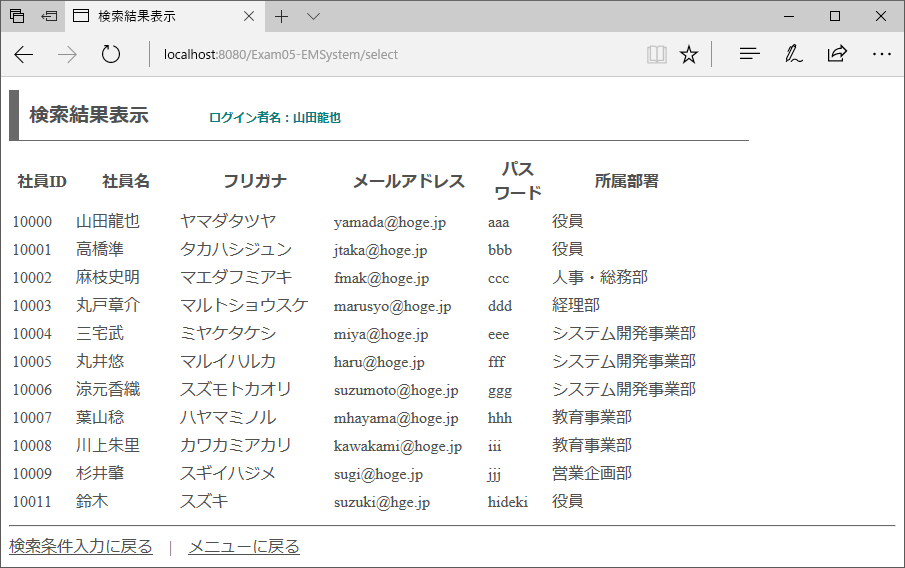 検索結果表示
localhost:8080/Exam05-EMSystem/select
検索結果表示 ログイン者名：山田龍也
社員ID 社員名 フリガナ メールアドレス パスワード 所属部署
10000 山田龍也 ヤマダタツヤ yamada@hoge.jp aaa 役員
10001 高橋準 タカハシジュン jtaka@hoge.jp bbb 役員
10002 麻枝史明 マエダフミアキ fmak@hoge.jp ccc 人事・総務部
10003 丸戸章介 マルトショウスケ marusyo@hoge.jp ddd 経理部
10004 三宅武 ミヤケタケシ miya@hoge.jp eee システム開発事業部
10005 丸井悠 マルイハルカ haru@hoge.jp fff システム開発事業部
10006 涼元香織 スズモトカオリ suzumoto@hoge.jp ggg システム開発事業部
10007 葉山稔 ハヤマミノル mhayama@hoge.jp hhh 教育事業部
10008 川上朱里 カワカミアカリ kawakami@hoge.jp iii 教育事業部
10009 杉井肇 スギイハジメ sugi@hoge.jp jjj 営業企画部
10011 鈴木 スズキ suzuki@hge.jp hideki 役員
検索条件入力に戻る | メニューに戻る